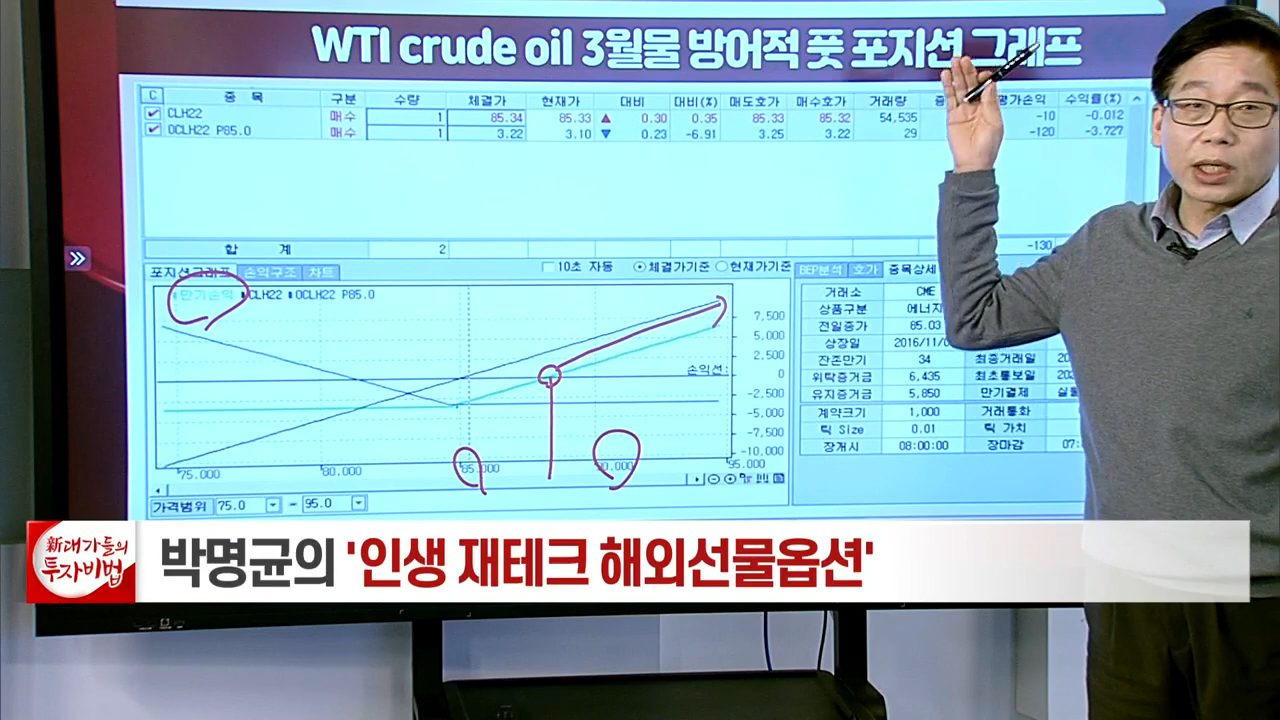 WTI crude oil 3월물 방어적 풋 포지션 그래프
C 종 목 구분 수량 체결가 현재가 대비 대비(%) 매도호가 매수호가 거래량 평가손익 수익률(%)
CLH22 매수 1 85.34 85.33 ▲ 0.30 0.35 85.33 85.32 54,535 -10 -0.012
OCLH22 P85.0 매수 1 3.22 3.10 ▼ 0.23 -6.91 3.25 3.22 29 -120 -3.727
합 계 2 -130
포지션그래프 손익구조 차트 10초 자동 체결가기준 현재가기준
BEP분석 호가 종목상세
만기손익 CLH22 OCLH22 P85.0
7,500
5,000
2,500
0
-2,500
-5,000
-7,500
-10,000
손익선
75.000 80.000 85.000 90.000 95.000
가격범위 75.0 - 95.0
거래소 CME
상품구분 에너지
전일종가 85.03
상장일 2016/11/
잔존만기 34 최종거래일
위탁증거금 6,435 최초통보일
유지증거금 5,850 만기결제
계약크기 1,000 거래통화
틱 Size 0.01 틱 가치
장개시 08:00:00 장마감 07:
新대가들의
투자비법
박명균의 '인생 재테크 해외선물옵션'